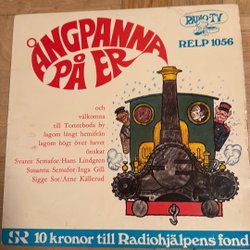 ÅNGPANNA
PÅ ER
RADIO-TV
RELP 1056
och
välkomna
till Tomteboda by
lagom långt hemifrån
lagom högt över havet
önskar
Svante Semafor/Hans Lindgren
Susanna Semafor/Inga Gill
Sigge Sot/Arne Källerud
SR 10 kronor till Radiohjälpens fond